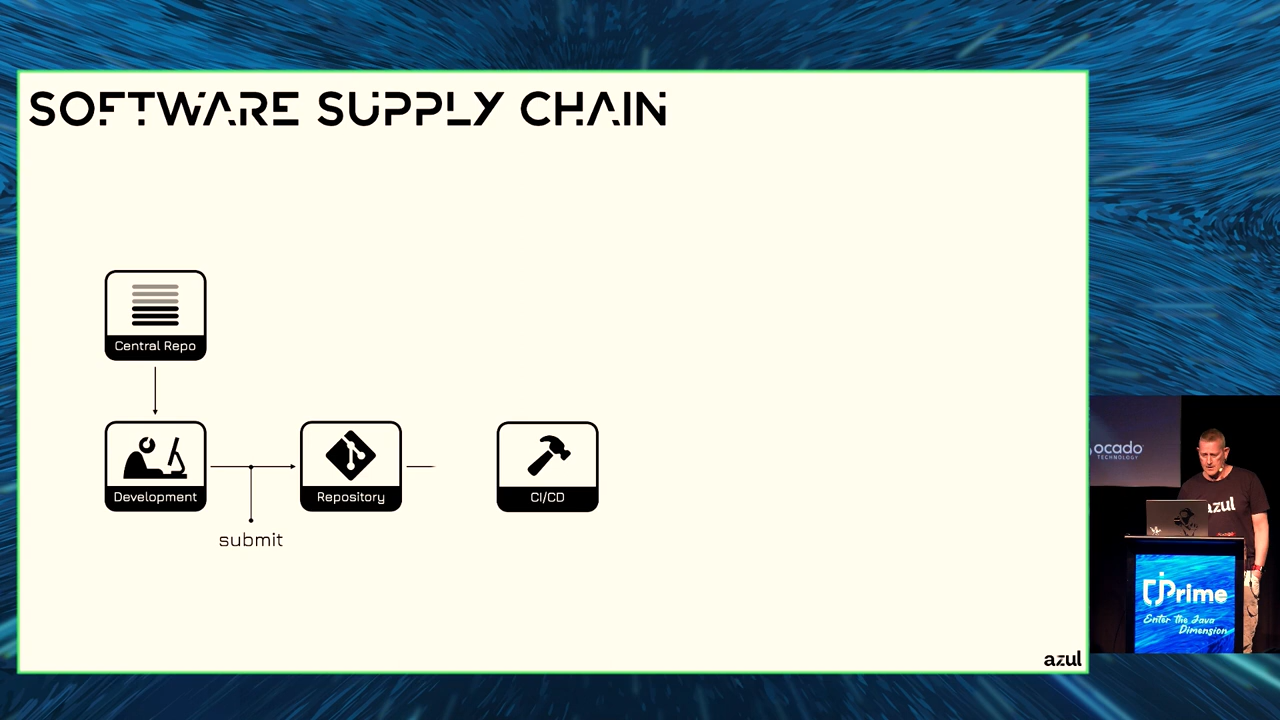 SOFTWARE SUPPLY CHAIN
Central Repo
Development
Repository
CI/CD
submit
azul
ocado
TECHNOLOGY
azul
jPrime
Enter the Java
Dimension